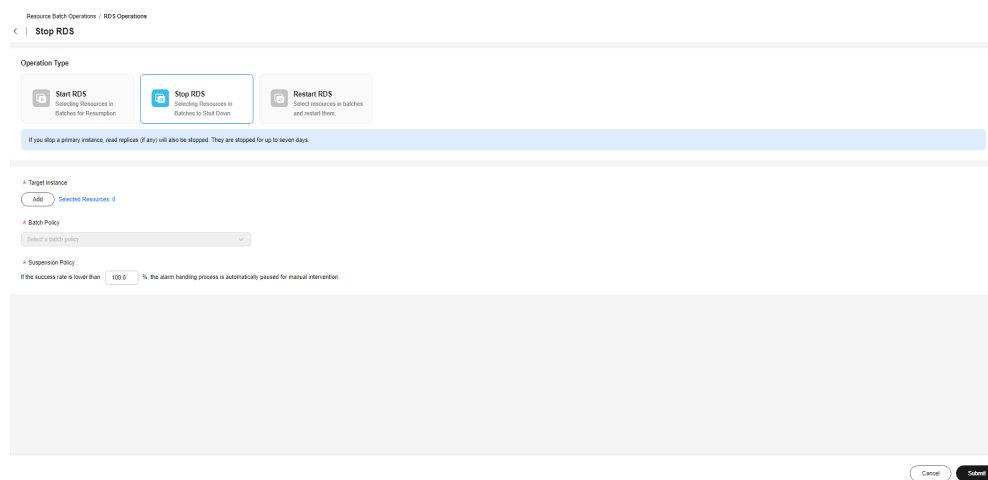 Resource Batch Operations / RDS Operations
Stop RDS
Operation Type
Start RDS
Selecting Resources in
Batches for Resumption
Stop RDS
Selecting Resources in
Batches to Shut Down
Restart RDS
Select resources in batches
and restart them.
If you stop a primary instance, read replicas (if any) will also be stopped. They are stopped for up to seven days.
* Target Instance
Add Selected Resources: 0
* Batch Policy
Select a batch policy
* Suspension Policy
If the success rate is lower than 100.0 %, the alarm handling process is automatically paused for manual intervention.
Cancel Submit